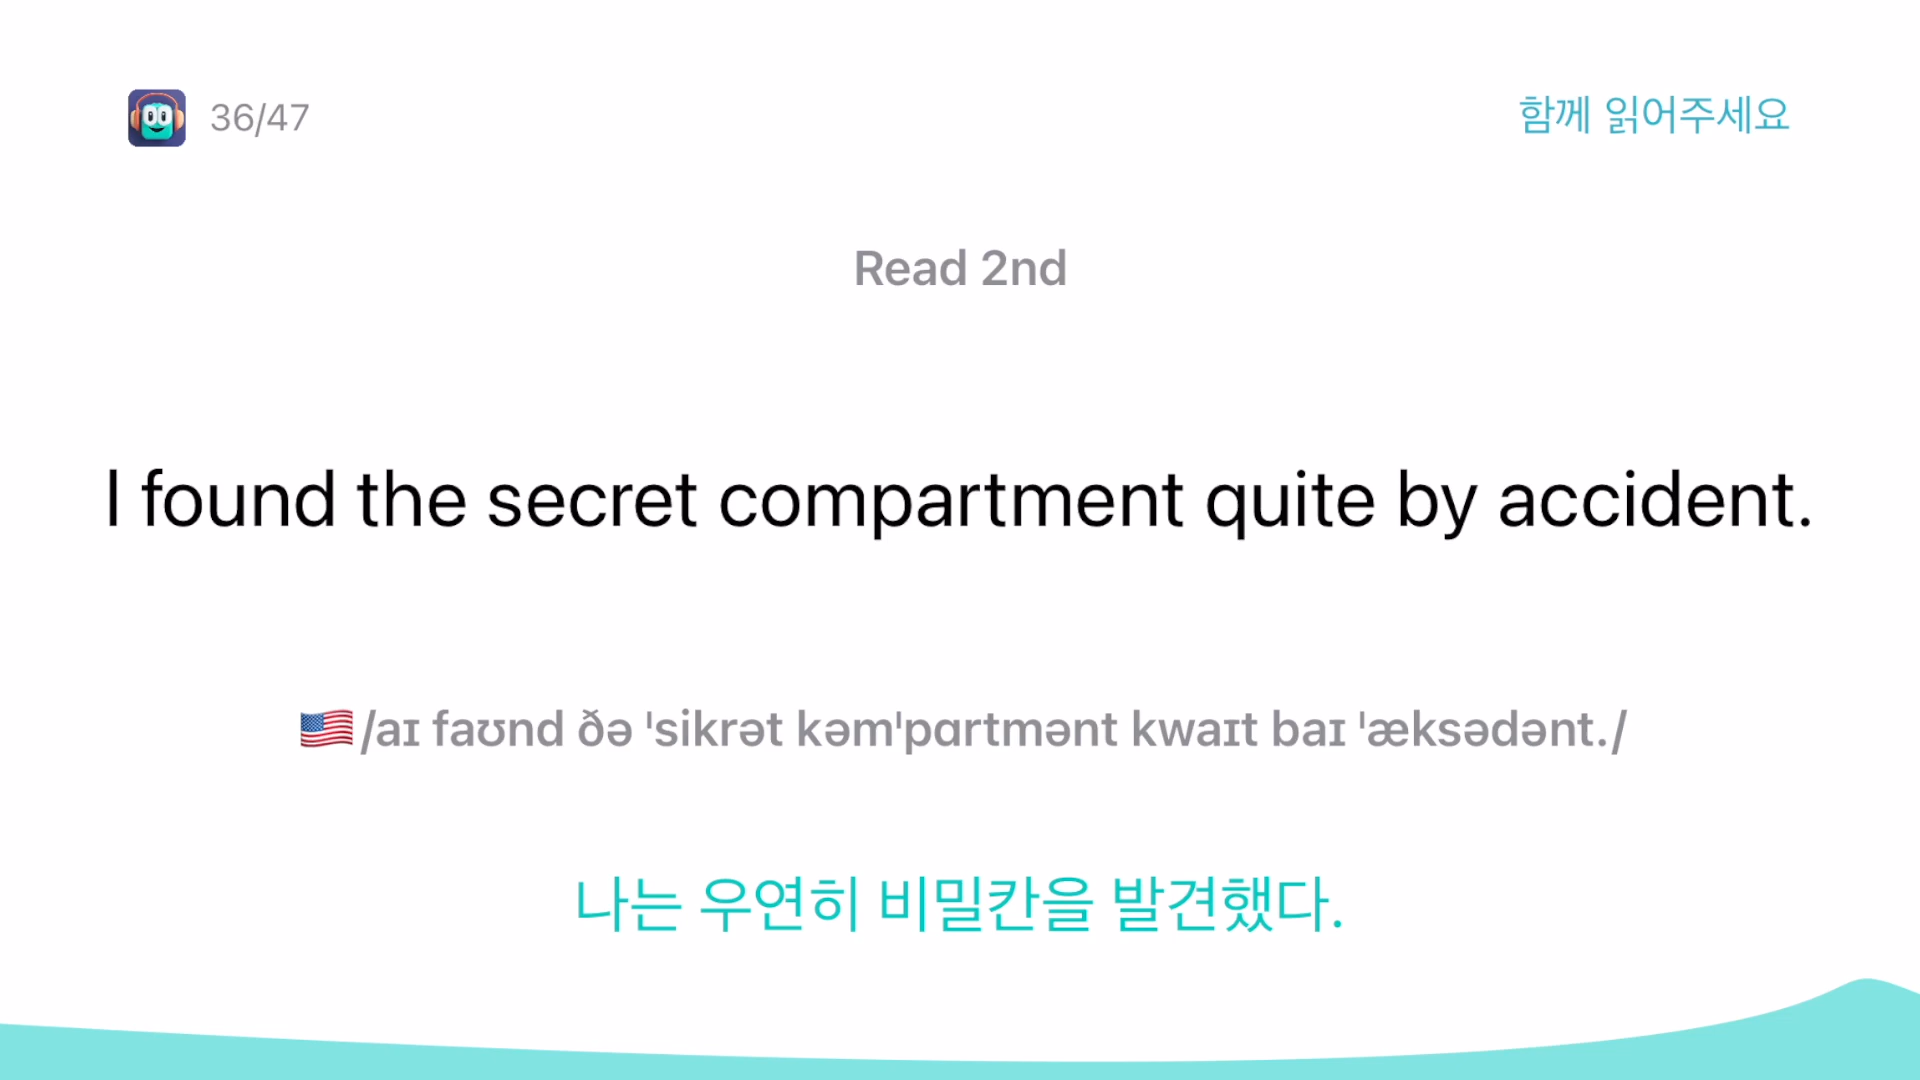 36/47
함께 읽어주세요
Read 2nd
I found the secret compartment quite by accident.
/aɪ faʊnd ðə ˈsikrət kəmˈpɑrtmənt kwaɪt baɪ ˈæksədənt./
나는 우연히 비밀칸을 발견했다.